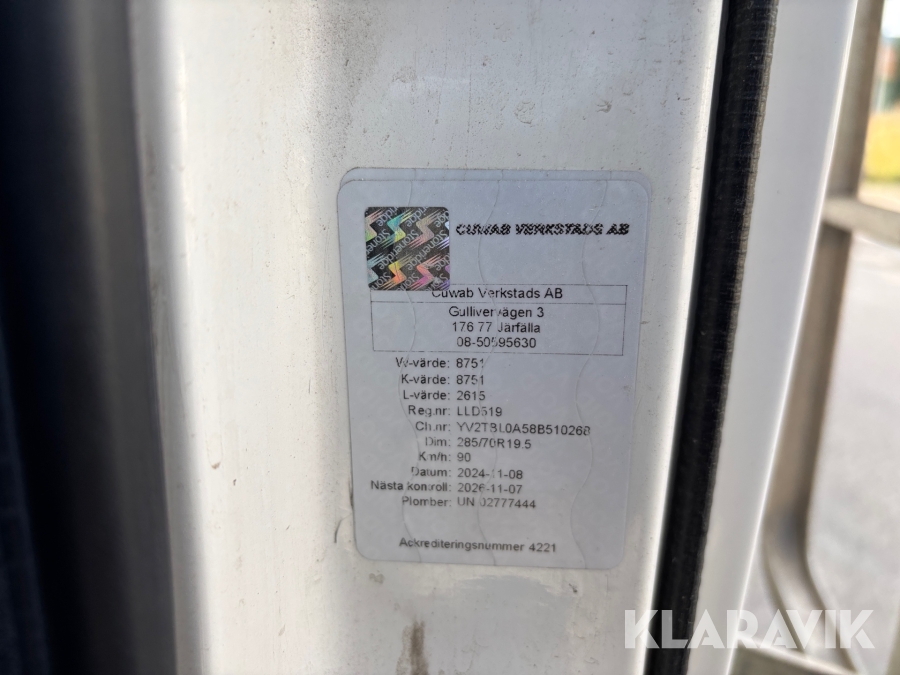 CUWAB VERKSTADS AB
Stoneridge
Cuwab Verkstads AB
Gullivervägen 3
176 77 Järfälla
08-50595630
W-värde: 8751
K-värde: 8751
L-värde: 2615
Reg.nr: LLD519
Ch.nr: YV2TBL0A58B510268
Dim: 285/70R19.5
Km/h: 90
Datum: 2024-11-08
Nästa kontroll: 2026-11-07
Plomber: UN 02777444
Ackrediteringsnummer 4221
KLARAVIK